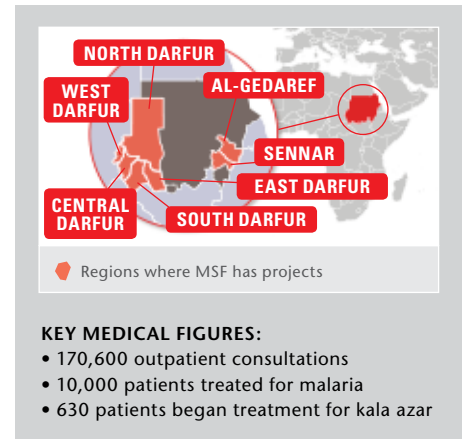 NORTH DARFUR
WEST
DARFUR
AL-GEDAREF
SENNAR
EAST DARFUR
CENTRAL
DARFUR
SOUTH DARFUR
Regions where MSF has projects
KEY MEDICAL FIGURES:
• 170,600 outpatient consultations
• 10,000 patients treated for malaria
• 630 patients began treatment for kala azar